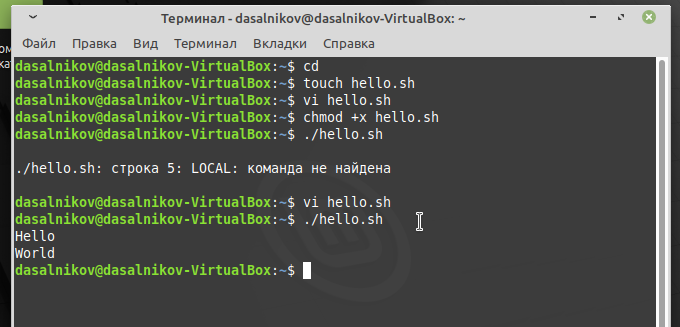 Терминал - dasalnikov@dasalnikov-VirtualBox: ~
Файл Правка Вид Терминал Вкладки Справка
dasalnikov@dasalnikov-VirtualBox:~$ cd
dasalnikov@dasalnikov-VirtualBox:~$ touch hello.sh
dasalnikov@dasalnikov-VirtualBox:~$ vi hello.sh
dasalnikov@dasalnikov-VirtualBox:~$ chmod +x hello.sh
dasalnikov@dasalnikov-VirtualBox:~$ ./hello.sh
./hello.sh: строка 5: LOCAL: команда не найдена
dasalnikov@dasalnikov-VirtualBox:~$ vi hello.sh
dasalnikov@dasalnikov-VirtualBox:~$ ./hello.sh
Hello
World
dasalnikov@dasalnikov-VirtualBox:~$